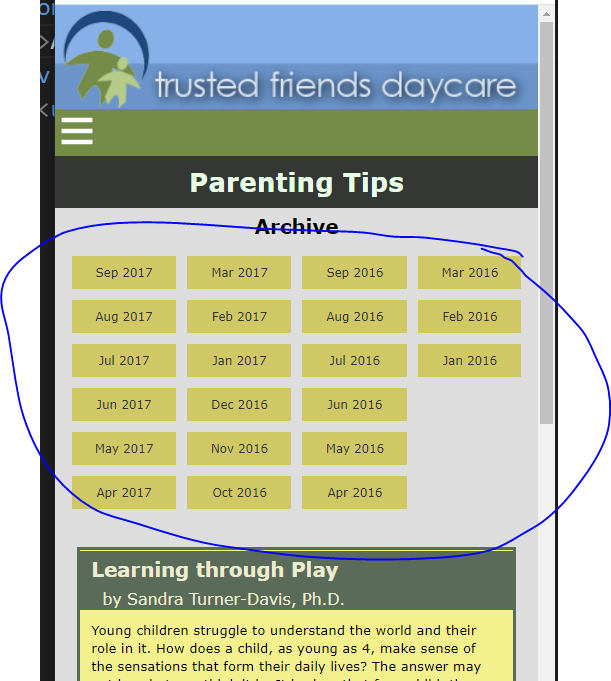 trusted friends daycare
Parenting Tips
Archive
Sep 2017 Mar 2017 Sep 2016 Mar 2016
Aug 2017 Feb 2017 Aug 2016 Feb 2016
Jul 2017 Jan 2017 Jul 2016 Jan 2016
Jun 2017 Dec 2016 Jun 2016
May 2017 Nov 2016 May 2016
Apr 2017 Oct 2016 Apr 2016
Learning through Play
by Sandra Turner-Davis, Ph.D.
Young children struggle to understand the world and their
role in it. How does a child, as young as 4, make sense of
the sensations that form their daily lives? The answer may